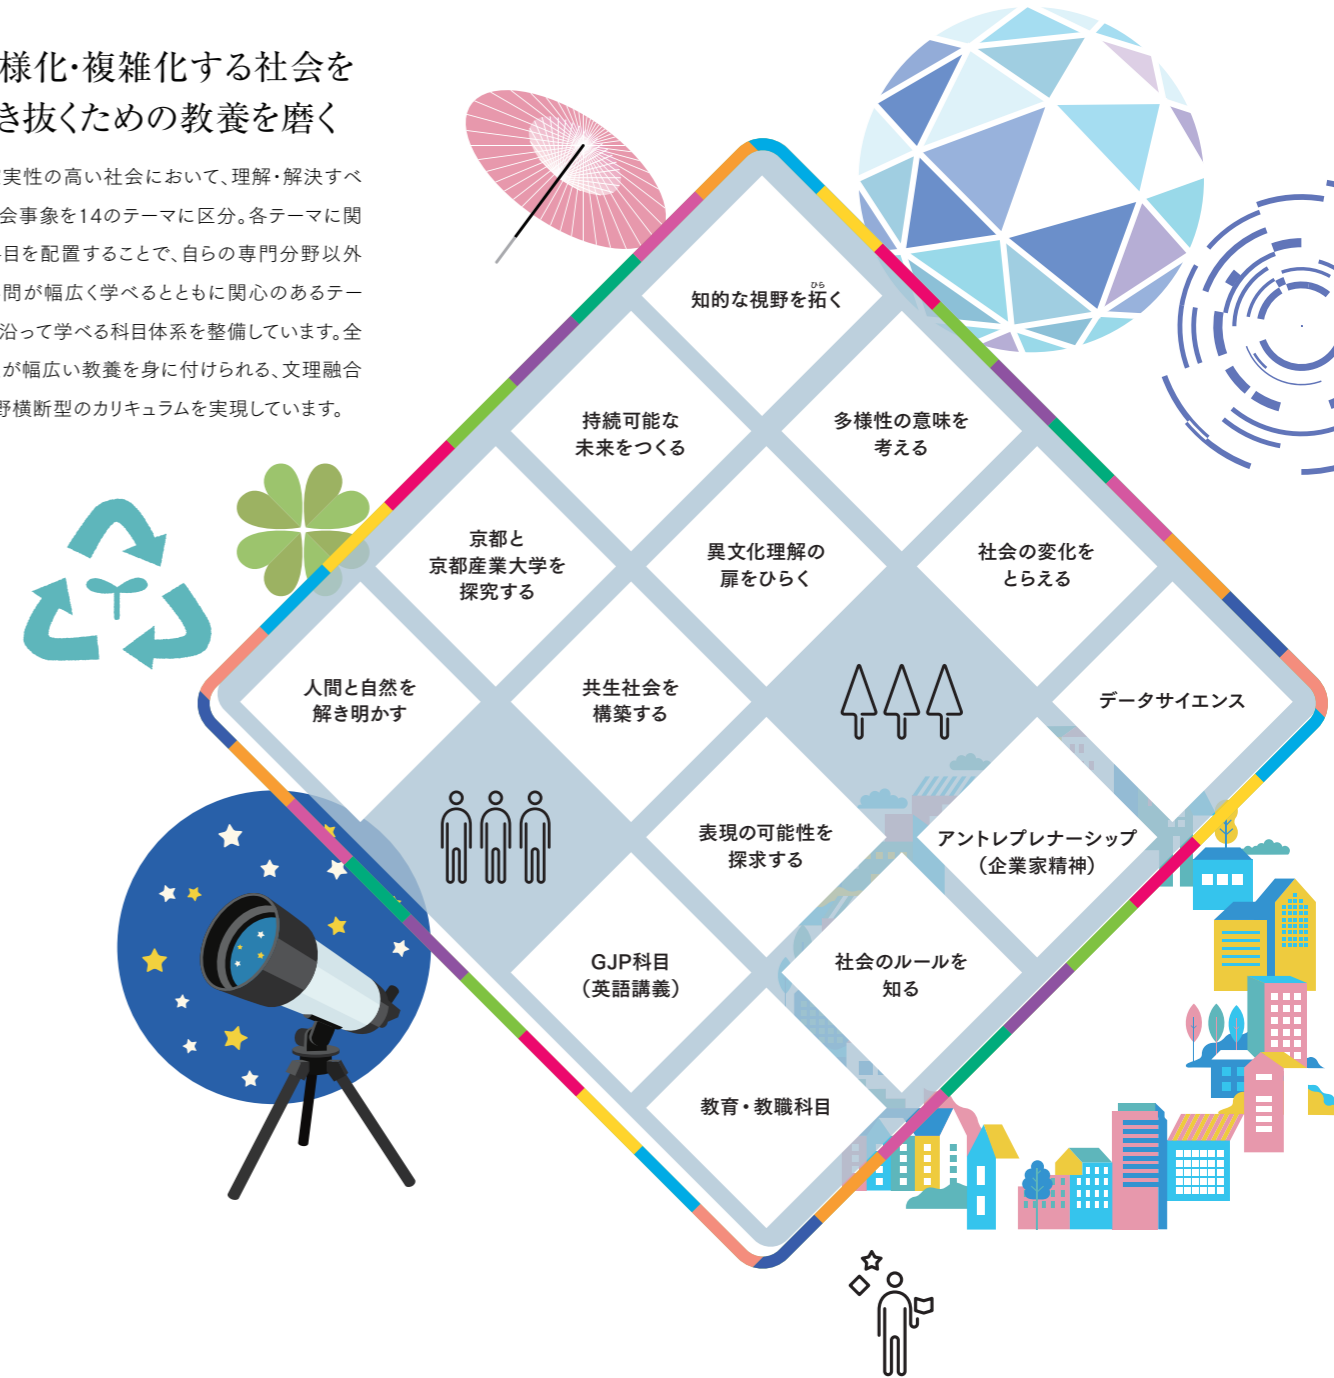 様化・複雑化する社会を
き抜くための教養を磨く
実性の高い社会において、理解・解決すべ
会事象を14のテーマに区分。各テーマに関
目を配置することで、自らの専門分野以外
問が幅広く学べるとともに関心のあるテー
沿って学べる科目体系を整備しています。全
が幅広い教養を身に付けられる、文理融合
野横断型のカリキュラムを実現しています。
ひら
知的な視野を拓く
持続可能な
未来をつくる
多様性の意味を
考える
京都と
京都産業大学を
探究する
異文化理解の
扉をひらく
社会の変化を
とらえる
人間と自然を
解き明かす
共生社会を
構築する
データサイエンス
表現の可能性を
探求する
アントレプレナーシップ
（企業家精神）
GJP科目
（英語講義）
社会のルールを
知る
教育・教職科目